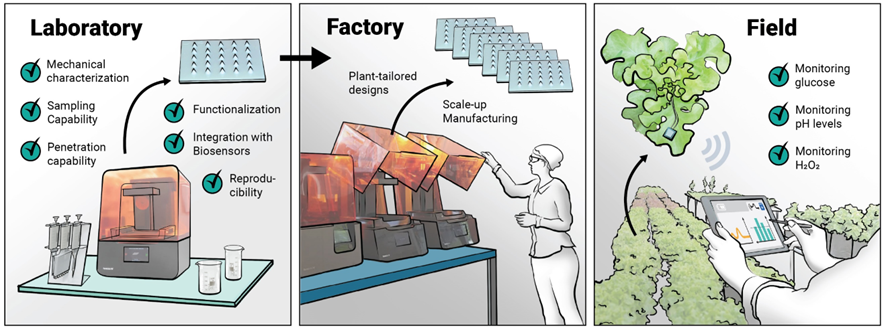 Laboratory
Mechanical
characterization
Sampling
Capability
Penetration
capability
Functionalization
Integration with
Biosensors
Reprodu-
cibility
Factory
Plant-tailored
designs
Scale-up
Manufacturing
Field
Monitoring
glucose
Monitoring
pH levels
Monitoring
H₂O₂